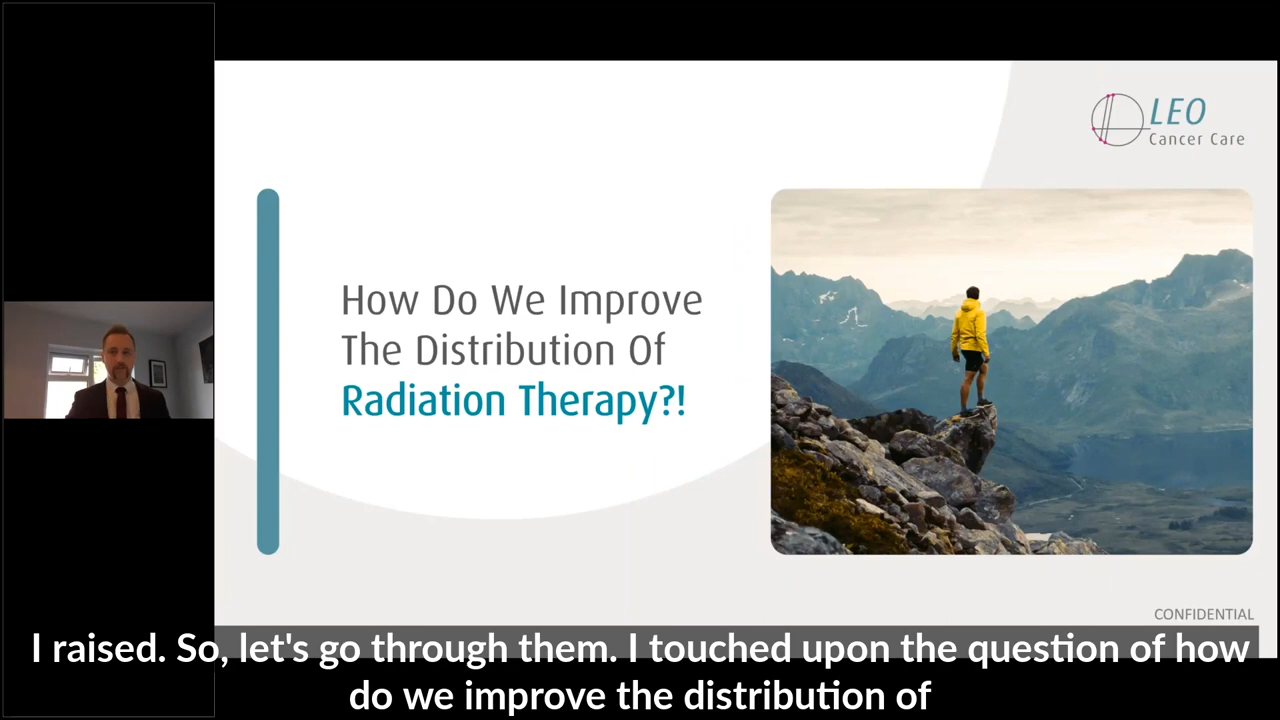 LEO
Cancer Care
How Do We Improve
The Distribution Of
Radiation Therapy?!
CONFIDENTIAL
I raised. So, let's go through them. I touched upon the question of how
do we improve the distribution of